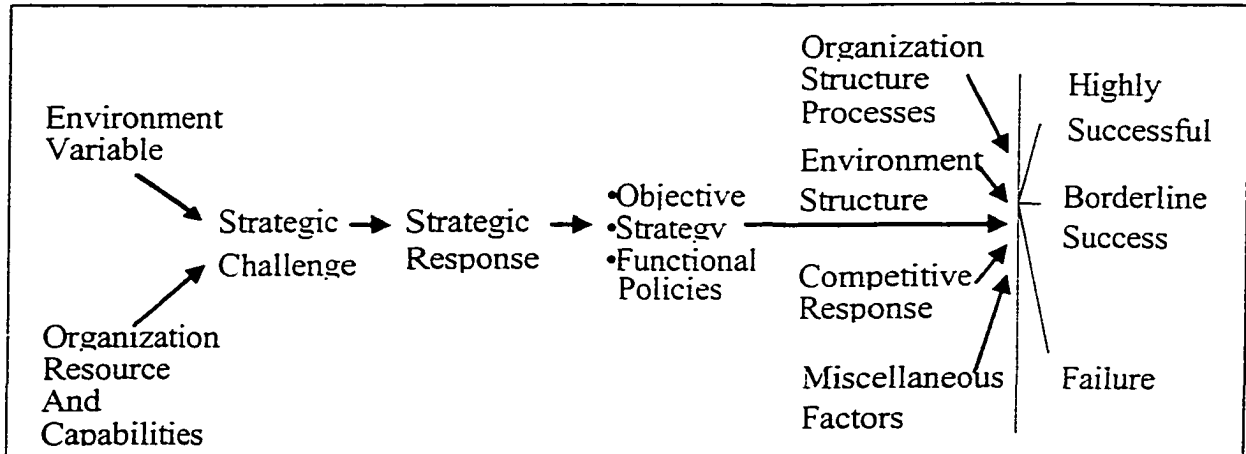 Environment
Variable
Organization
Resource
And
Capabilities
Strategic
Challenge
Strategic
Response
•Objective
•Strategy
•Functional
Policies
Organization
Structure
Processes
Environment
Structure
Competitive
Response
Miscellaneous
Factors
Highly
Successful
Borderline
Success
Failure